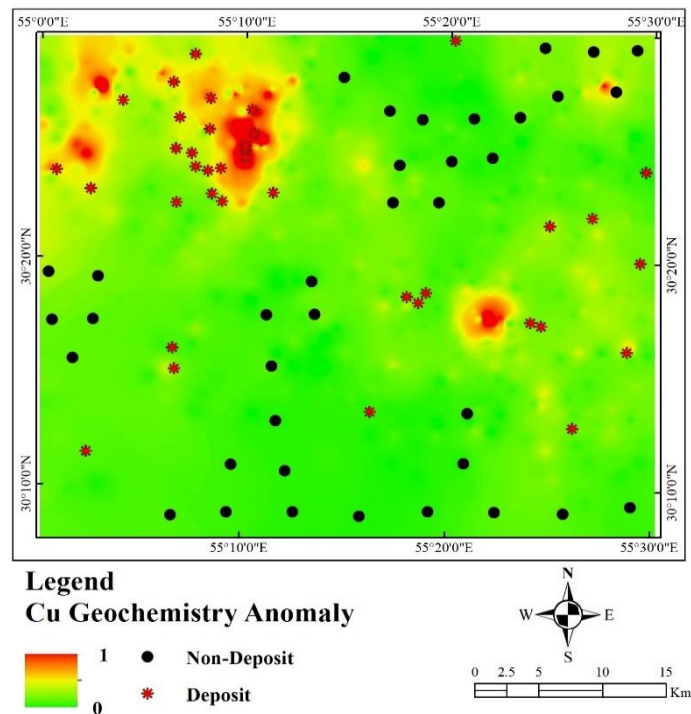 55°0'0"E 55°10'0"E 55°20'0"E 55°30'0"E
30°20'0"N 30°20'0"N
30°10'0"N 30°10'0"N
55°10'0"E 55°20'0"E 55°30'0"E
Legend
Cu Geochemistry Anomaly
N
W E
S
1 Non-Deposit
0 Deposit
0 2.5 5 10 15
Km